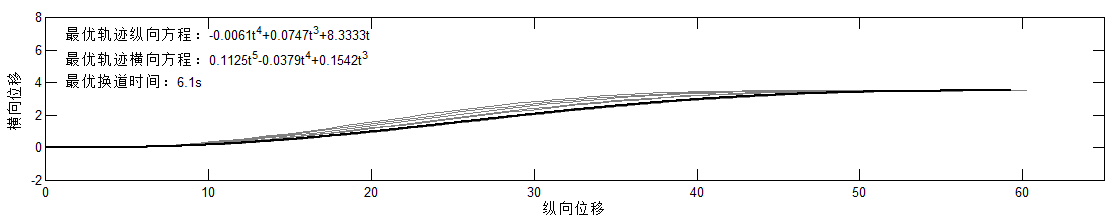 8
最优轨迹纵向方程：-0.0061t⁴+0.0747t³+8.3333t
6
最优轨迹横向方程：0.1125t⁵-0.0379t⁴+0.1542t³
最优换道时间：6.1s
4
2
0
-2
横向位移
0 10 20 30 40 50 60
纵向位移